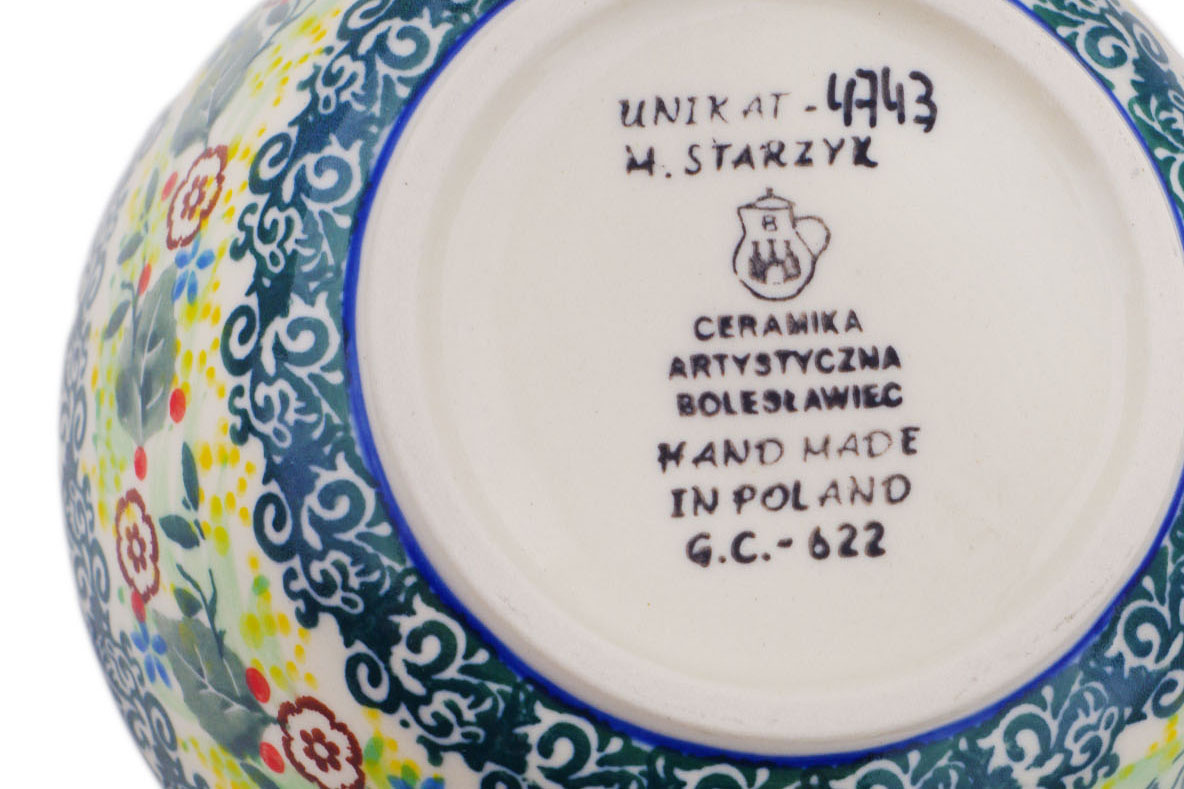 UNIKAT - 4743
M. STARZYK
B
CERAMIKA
ARTYSTYCZNA
BOLESŁAWIEC
HAND MADE
IN POLAND
G.C.- 622